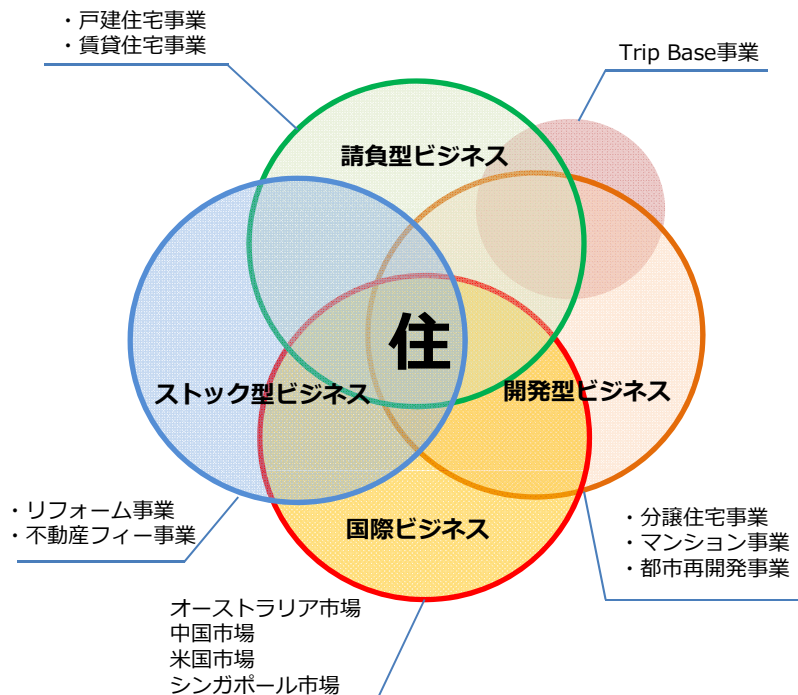 ・戸建住宅事業
・賃貸住宅事業
Trip Base事業
請負型ビジネス
住
ストック型ビジネス
開発型ビジネス
国際ビジネス
・リフォーム事業
・不動産フィー事業
・分譲住宅事業
・マンション事業
・都市再開発事業
オーストラリア市場
中国市場
米国市場
シンガポール市場